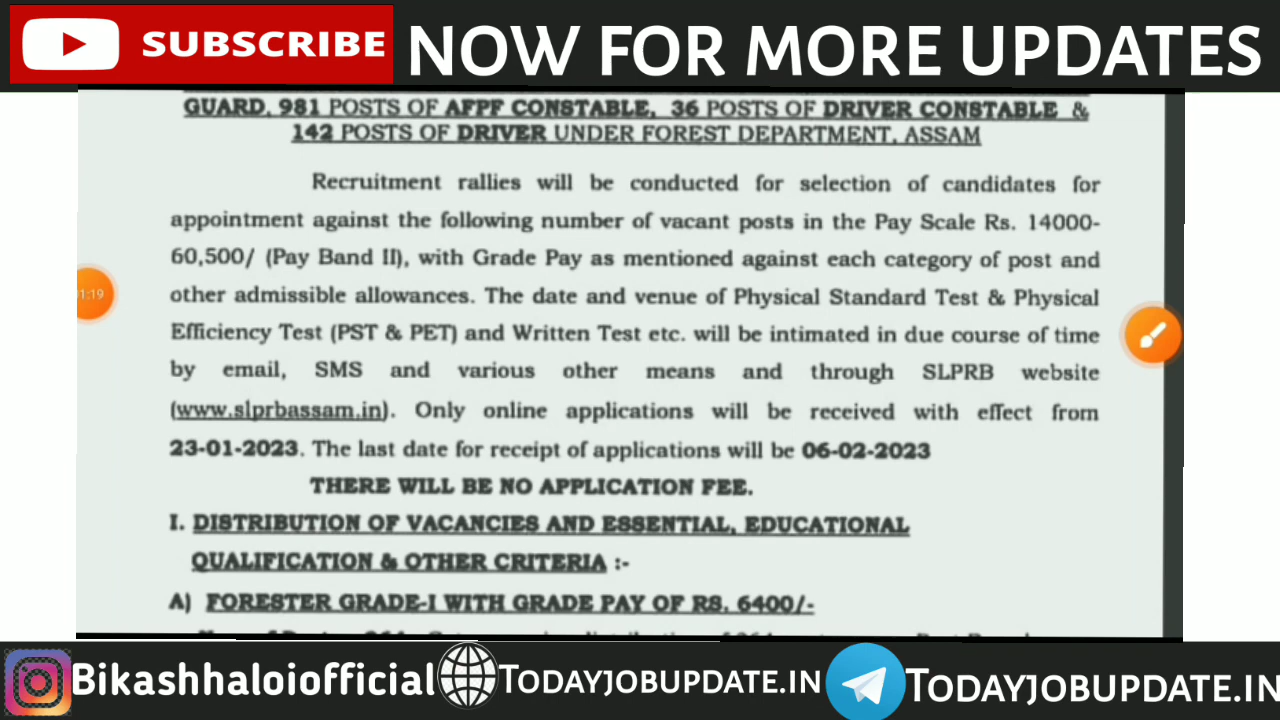 SUBSCRIBE NOW FOR MORE UPDATES
GUARD, 981 POSTS OF AFPF CONSTABLE, 36 POSTS OF DRIVER CONSTABLE &
142 POSTS OF DRIVER UNDER FOREST DEPARTMENT, ASSAM
Recruitment rallies will be conducted for selection of candidates for
appointment against the following number of vacant posts in the Pay Scale Rs. 14000-
60,500/ (Pay Band II), with Grade Pay as mentioned against each category of post and
1:19
other admissible allowances. The date and venue of Physical Standard Test & Physical
Efficiency Test (PST & PET) and Written Test etc. will be intimated in due course of time
by email, SMS and various other means and through SLPRB website
(www.slprbassam.in). Only online applications will be received with effect from
23-01-2023. The last date for receipt of applications will be 06-02-2023
THERE WILL BE NO APPLICATION FEE.
I. DISTRIBUTION OF VACANCIES AND ESSENTIAL, EDUCATIONAL
QUALIFICATION & OTHER CRITERIA :-
A) FORESTER GRADE-I WITH GRADE PAY OF RS. 6400/-
Bikashhaloiofficial TODAYJOBUPDATE.IN TODAYJOBUPDATE.IN